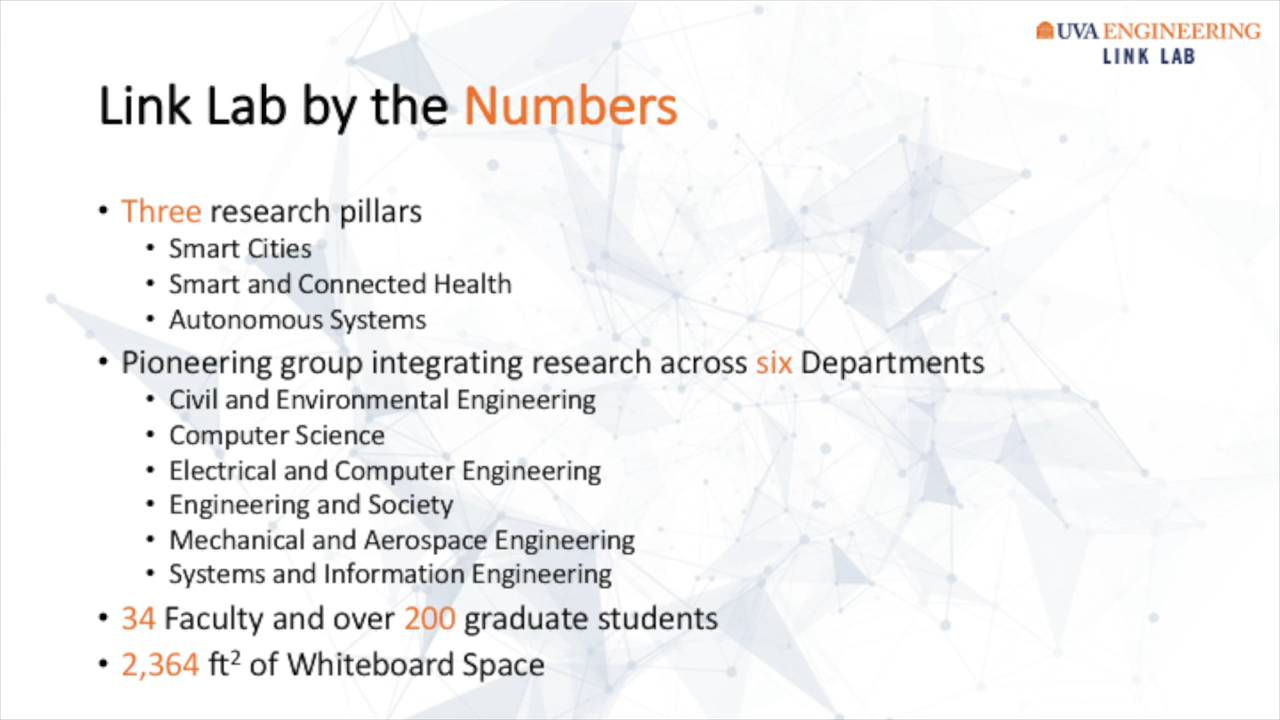 UVA ENGINEERING
LINK LAB
Link Lab by the Numbers
• Three research pillars
• Smart Cities
• Smart and Connected Health
• Autonomous Systems
• Pioneering group integrating research across six Departments
• Civil and Environmental Engineering
• Computer Science
• Electrical and Computer Engineering
• Engineering and Society
• Mechanical and Aerospace Engineering
• Systems and Information Engineering
• 34 Faculty and over 200 graduate students
• 2,364 ft² of Whiteboard Space